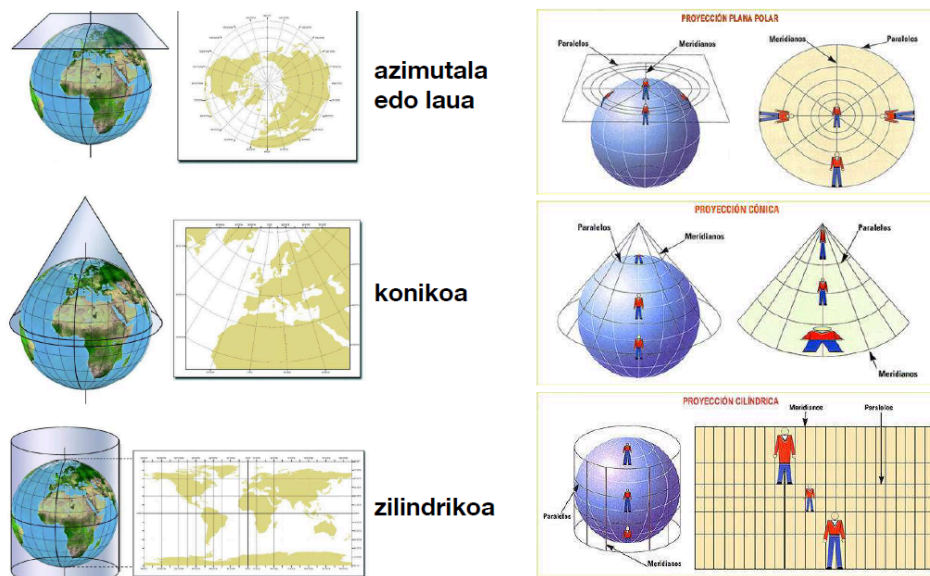 azimutala
edo laua
konikoa
zilindrikoa
PROYECCIÓN PLANA POLAR
Paralelos
Meridianos
Meridianos
Paralelos
PROYECCIÓN CÓNICA
Paralelos
Meridianos
Paralelos
Meridianos
PROYECCIÓN CILÍNDRICA
Paralelos
Meridianos
Meridianos
Paralelos